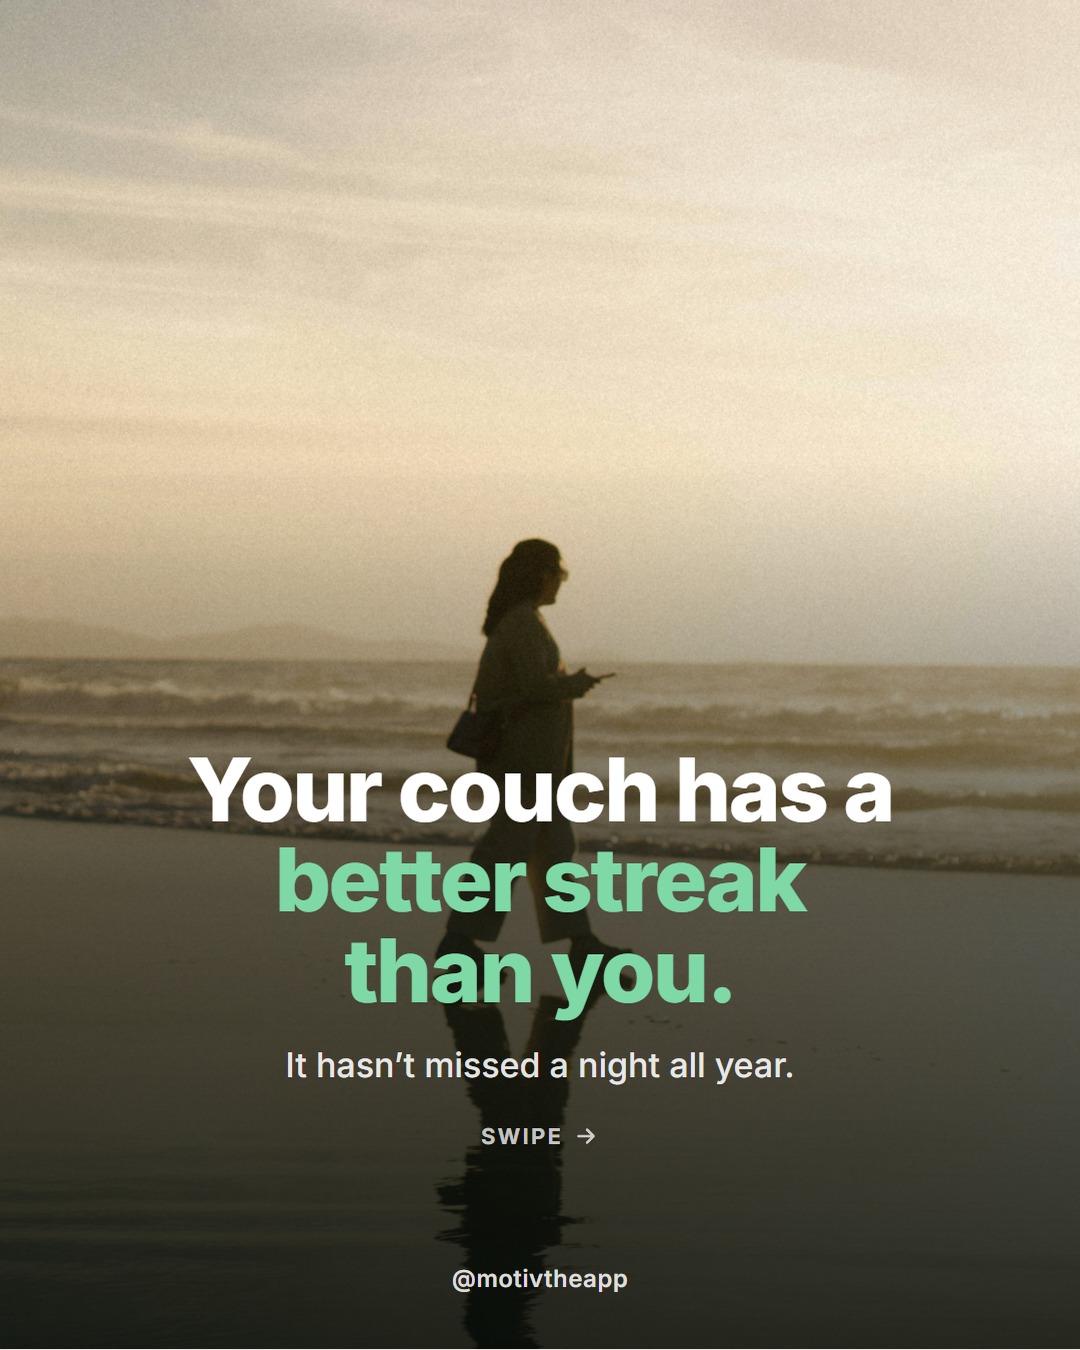 Your couch has a
better streak
than you.
It hasn’t missed a night all year.
SWIPE →
@motivtheapp